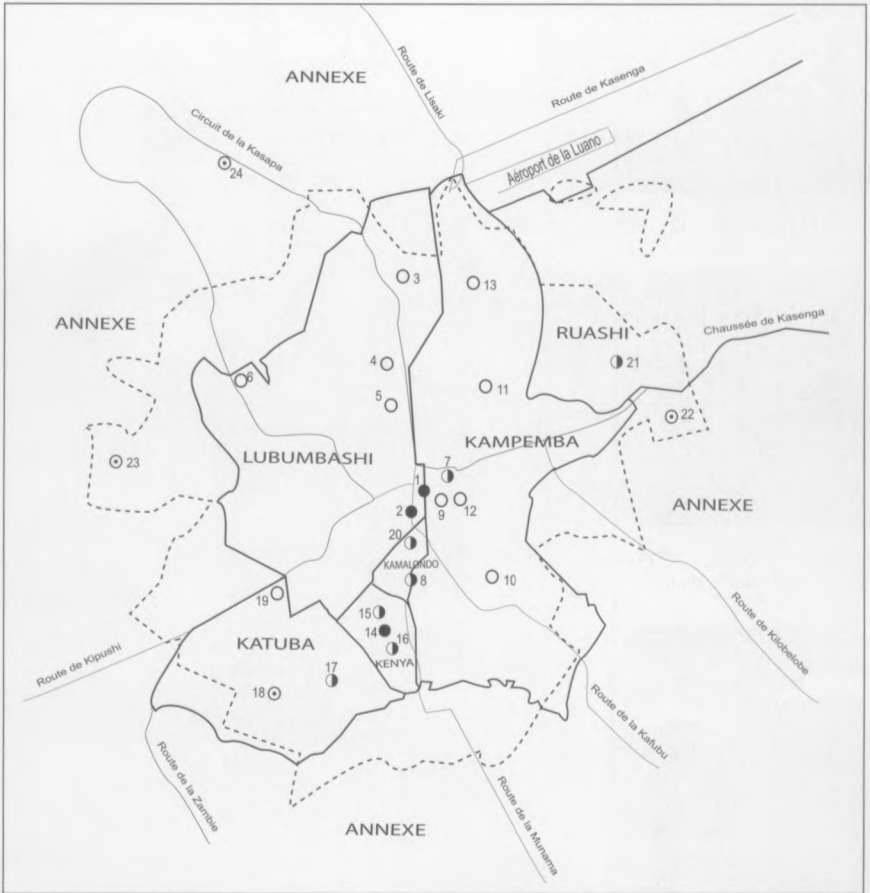 ANNEXE
Route de Lisaki
Route de Kasenga
Circuit de la Kasapa
Aéroport de la Luano
24
3
13
ANNEXE
RUASHI
Chaussée de Kasenga
21
4
6
5
11
22
KAMPEMBA
LUBUMBASHI
23
7
1
9
12
2
ANNEXE
20
KAMALONDO
8
10
19
15
14
16
KATUBA
KENYA
17
18
Route de Kipushi
Route de Kilobelobe
Route de la Kafubu
Route de la Zambie
Route de la Munama
ANNEXE